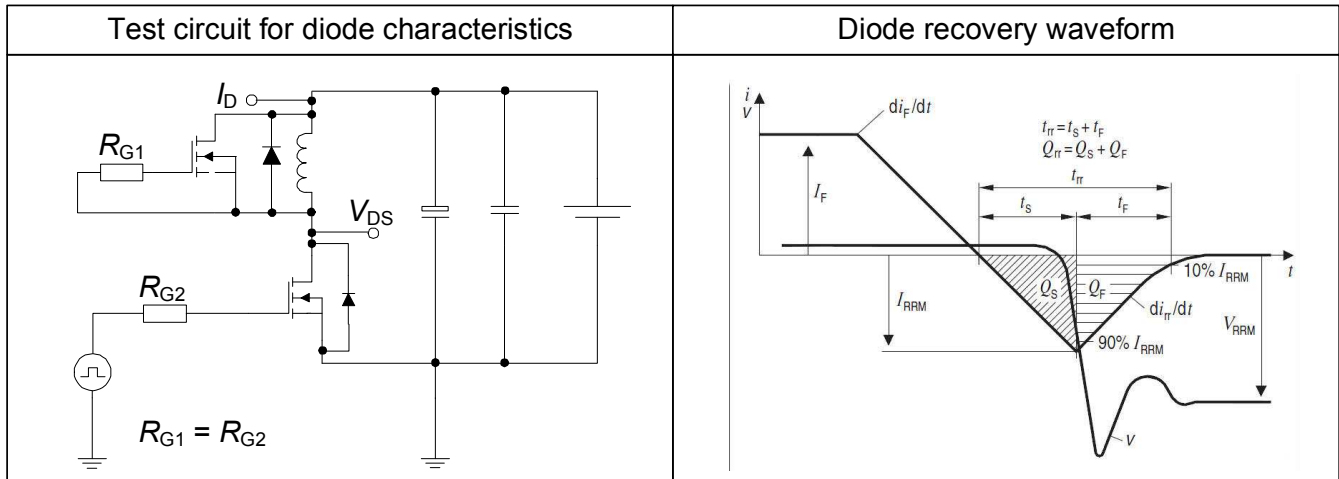 Test circuit for diode characteristics
Diode recovery waveform
I_D
R_G1
V_DS
R_G2
R_G1 = R_G2
i
v
di_F/dt
t_rr = t_S + t_F
Q_rr = Q_S + Q_F
t_rr
I_F
t_S
t_F
t
10% I_RRM
Q_S
Q_F
I_RRM
di_rr/dt
V_RRM
90% I_RRM
v